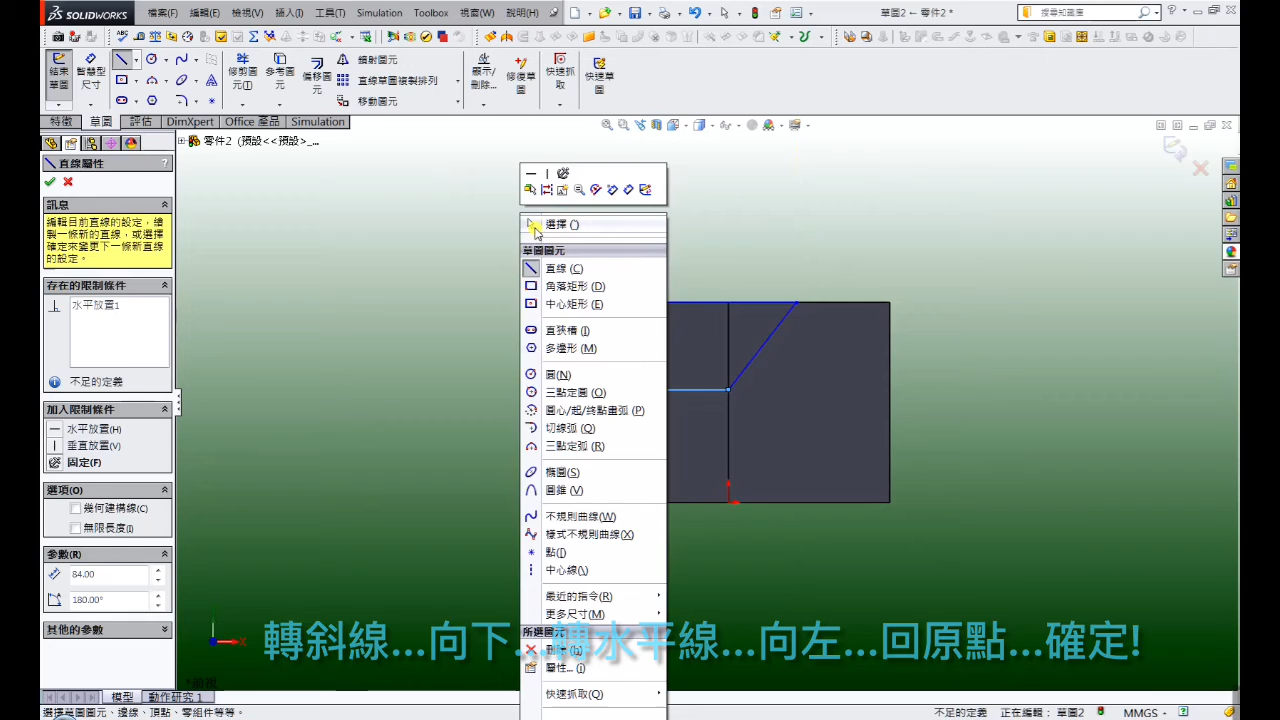 SOLIDWORKS
檔案(F) 編輯(E) 檢視(V) 插入(I) 工具(T) Simulation Toolbox 視窗(W) 說明(H)
草圖2 ← 零件2 *
搜尋知識庫
結束草圖
智慧型尺寸
修剪圖元(I)
參考圖元
偏移圖元
鏡射圖元
直線草圖複製排列
移動圖元
顯示/刪除...
修復草圖
快速抓取
快速草圖
特徵 草圖 評估 DimXpert Office 產品 Simulation
零件2 (預設<<預設>_...
直線屬性 ?
訊息
編輯目前直線的設定，繪
製一條新的直線，或選擇
確定來變更下一條新直線
的設定。
存在的限制條件
水平放置1
不足的定義
加入限制條件
水平放置(H)
垂直放置(V)
固定(F)
選項(O)
幾何建構線(C)
無限長度(I)
參數(R)
84.00
180.00°
其他的參數
選擇 (`)
草圖圖元
直線 (C)
角落矩形 (D)
中心矩形 (E)
直狹槽 (I)
多邊形 (M)
圓(N)
三點定圓 (O)
圓心/起/終點畫弧 (P)
切線弧 (Q)
三點定弧 (R)
橢圓(S)
圓錐 (V)
不規則曲線(W)
樣式不規則曲線(X)
點(])
中心線(\)
最近的指令(R)
更多尺寸(M)
所選圖元
屬性... (i)
快速抓取(Q)
轉斜線...向下...轉水平線...向左...回原點...確定!
*前視
模型 動作研究 1
選擇草圖圖元、邊線、頂點、零組件等等。
不足的定義 正在編輯: 草圖2 MMGS